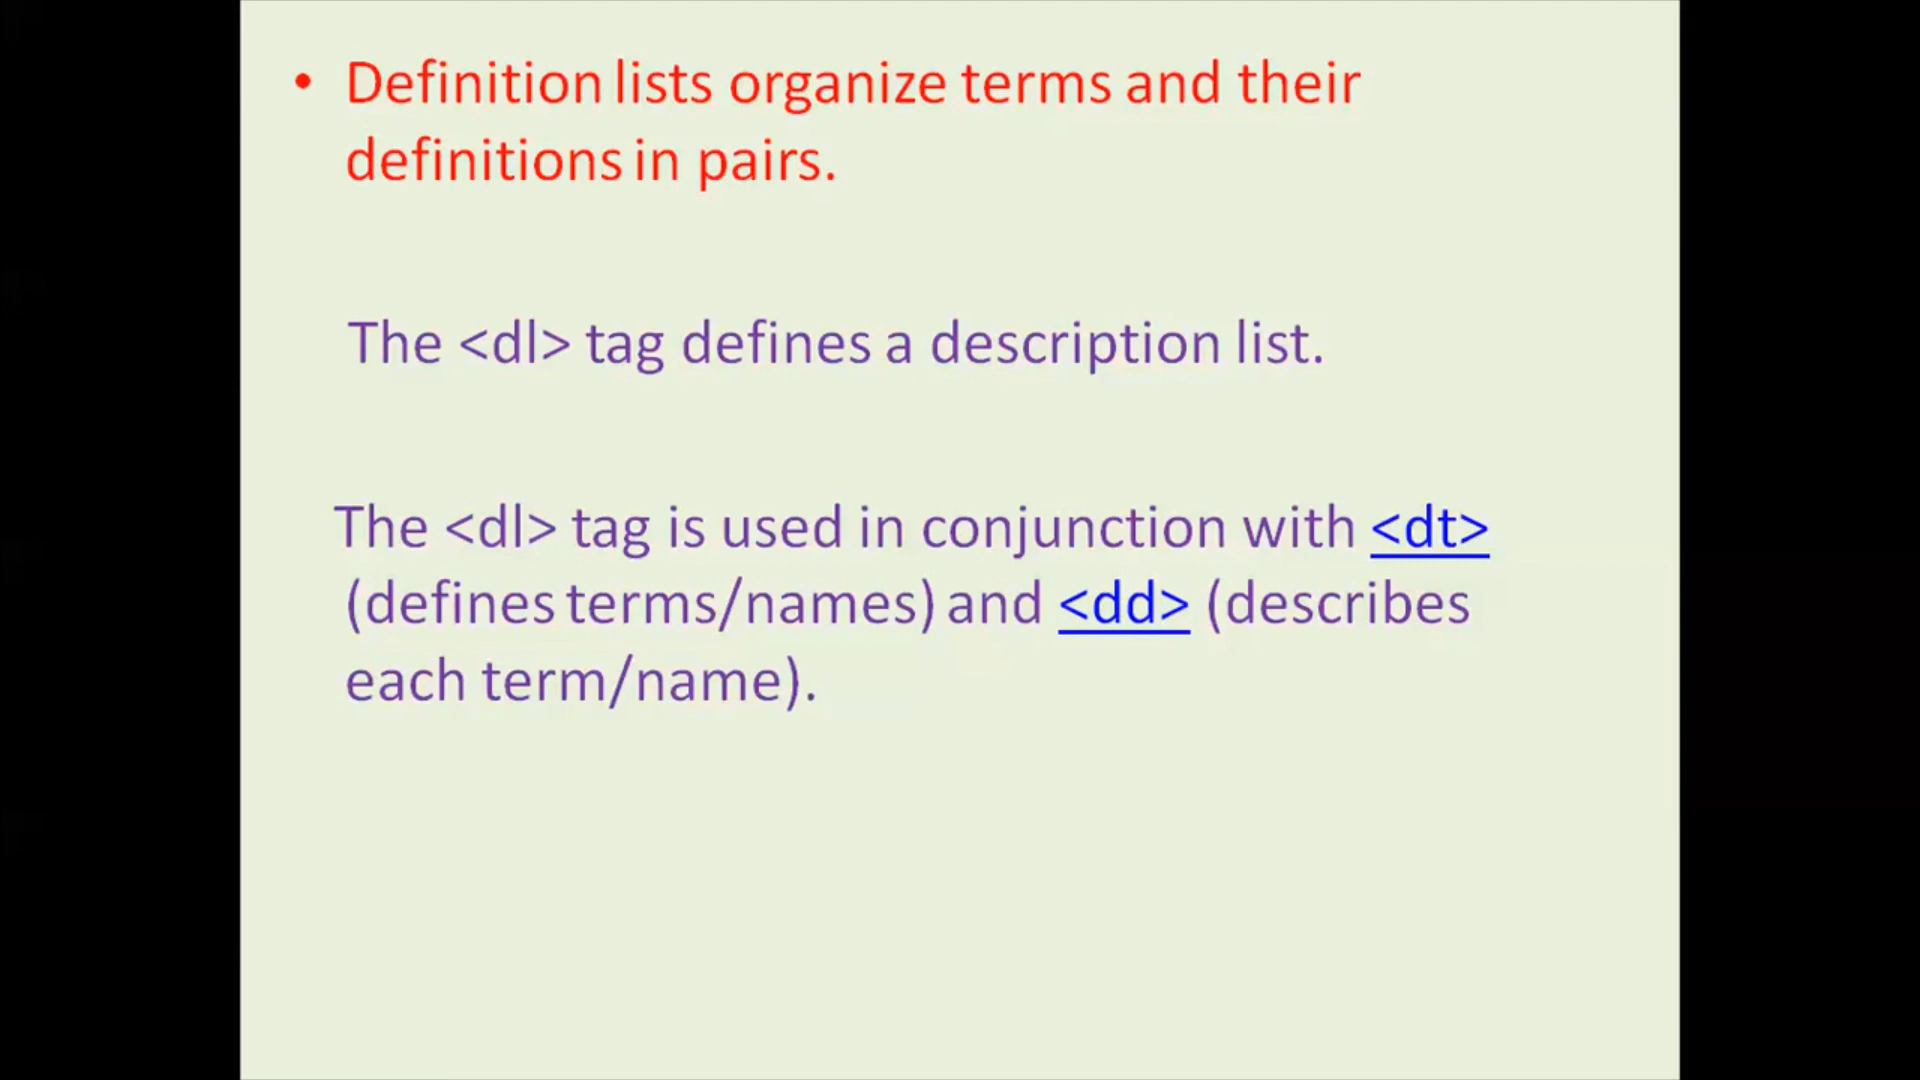 • Definition lists organize terms and their
definitions in pairs.
The <dl> tag defines a description list.
The <dl> tag is used in conjunction with <dt>
(defines terms/names) and <dd> (describes
each term/name).